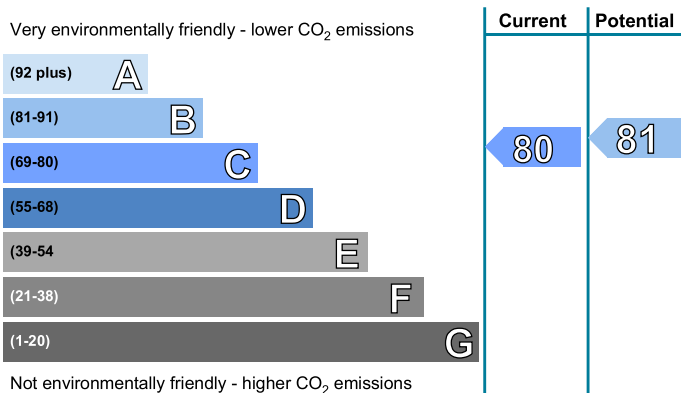 Very environmentally friendly - lower CO2 emissions
Current
Potential
(92 plus) A
(81-91) B
(69-80) C
(55-68) D
(39-54 E
(21-38) F
(1-20) G
80
81
Not environmentally friendly - higher CO2 emissions